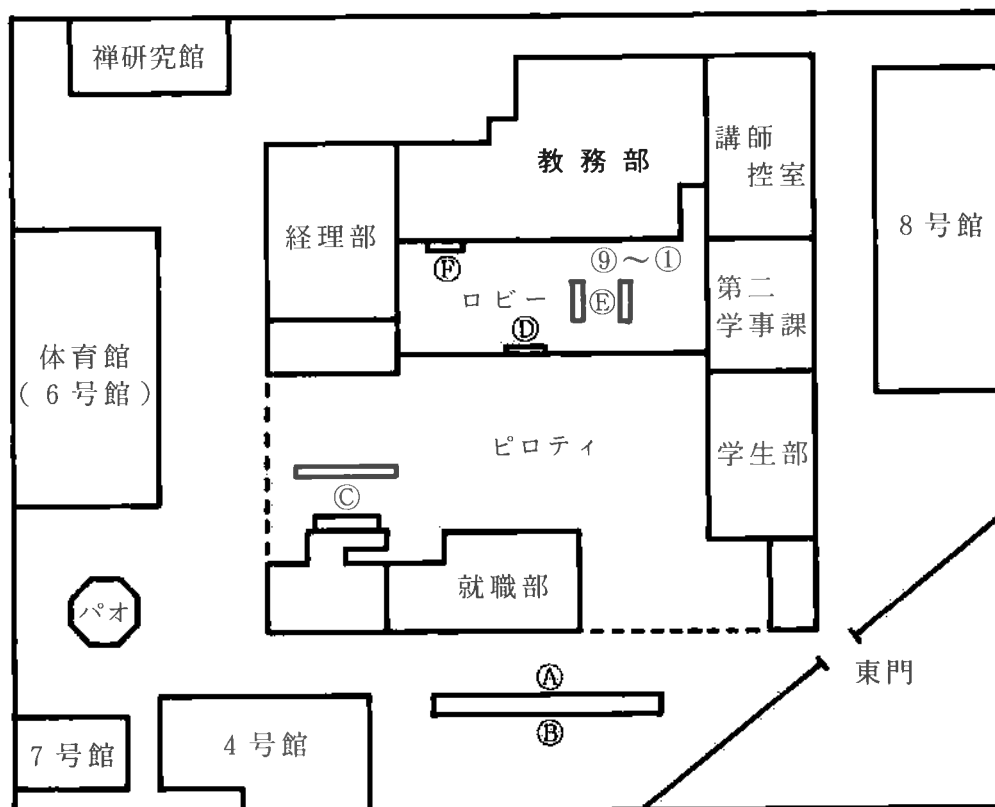 禅研究館
教務部
講師
控室
8号館
経理部
⑨～①
Ⓕ
ロビー
Ⓔ
第二
学事課
Ⓓ
体育館
(6号館)
ピロティ
学生部
Ⓒ
就職部
パオ
東門
Ⓐ
Ⓑ
7号館
4号館